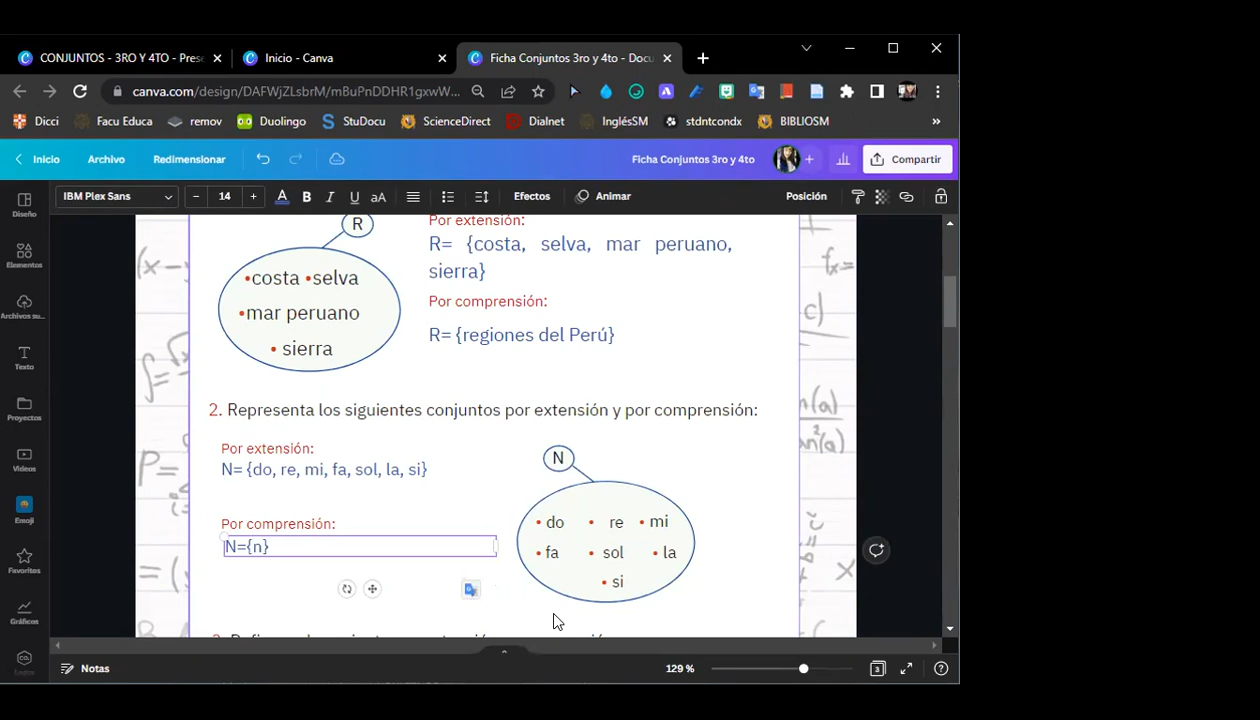 CONJUNTOS - 3RO Y 4TO - Prese
Inicio - Canva
Ficha Conjuntos 3ro y 4to - Docu
canva.com/design/DAFWjZLsbrM/mBuPnDDHR1gxwW...
Dicci
Facu Educa
remov
Duolingo
StuDocu
ScienceDirect
Dialnet
InglésSM
stdntcondx
BIBLIOSM
»
Inicio
Archivo
Redimensionar
Ficha Conjuntos 3ro y 4to
Compartir
IBM Plex Sans
- 14 +
A B I U aA
Efectos
Animar
Posición
Diseño
Elementos
Archivos su...
Texto
Proyectos
Videos
Emoji
Favoritos
Gráficos
R
•costa •selva
•mar peruano
• sierra
Por extensión:
R= {costa, selva, mar peruano,
sierra}
Por comprensión:
R= {regiones del Perú}
2. Representa los siguientes conjuntos por extensión y por comprensión:
Por extensión:
N= {do, re, mi, fa, sol, la, si}
Por comprensión:
N={n}
N
• do • re • mi
• fa • sol • la
• si
Notas
129 %
3